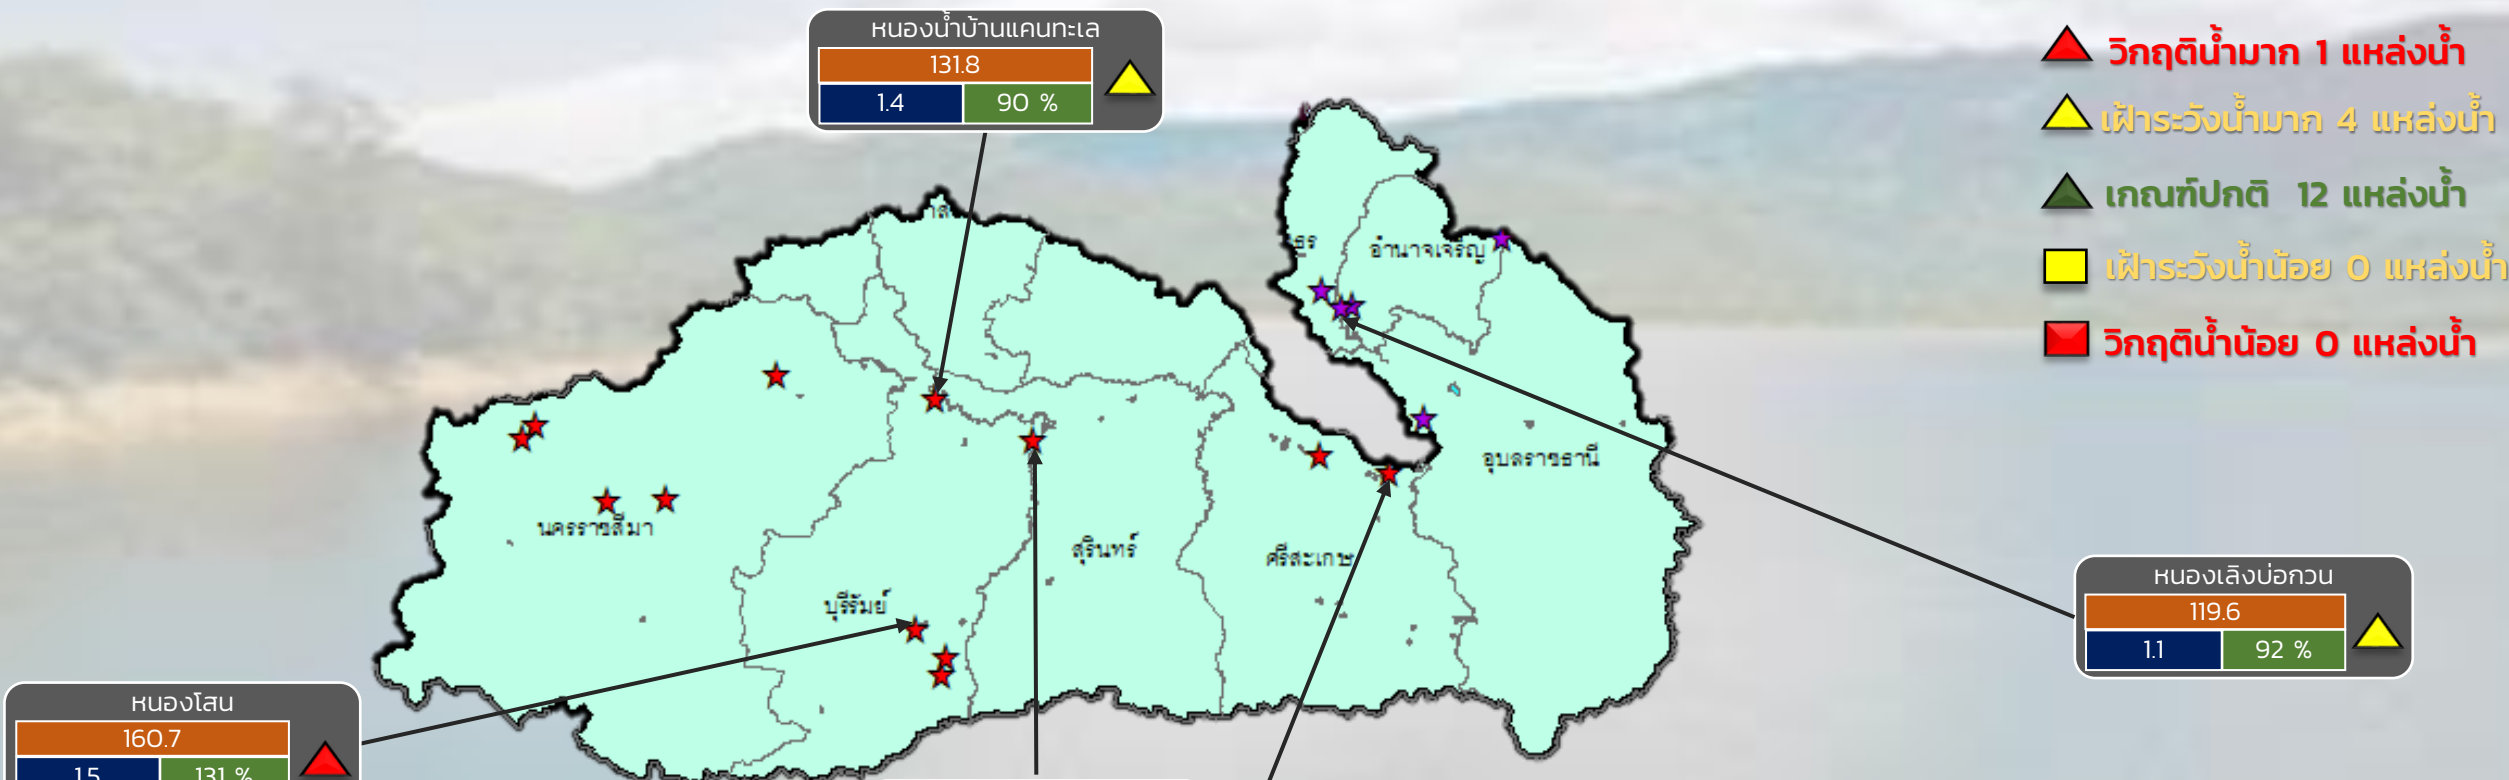 หนองน้ำบ้านแคนทะเล
131.8
1.4 90 %
วิกฤติน้ำมาก 1 แหล่งน้ำ
เฝ้าระวังน้ำมาก 4 แหล่งน้ำ
เกณฑ์ปกติ 12 แหล่งน้ำ
เฝ้าระวังน้ำน้อย 0 แหล่งน้ำ
วิกฤติน้ำน้อย 0 แหล่งน้ำ
อำนาจเจริญ
อุบลราชธานี
นครราชสีมา
สุรินทร์
ศรีสะเกษ
บุรีรัมย์
หนองเลิงบ่อกวน
119.6
1.1 92 %
หนองโสน
160.7
1.5 131 %